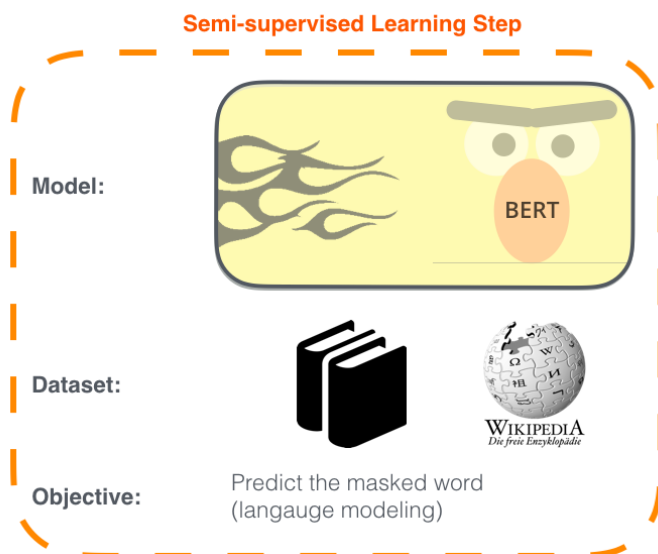 Semi-supervised Learning Step
Model:
BERT
Dataset:
WIKIPEDIA
Die freie Enzyklopädie
Objective:
Predict the masked word
(langauge modeling)